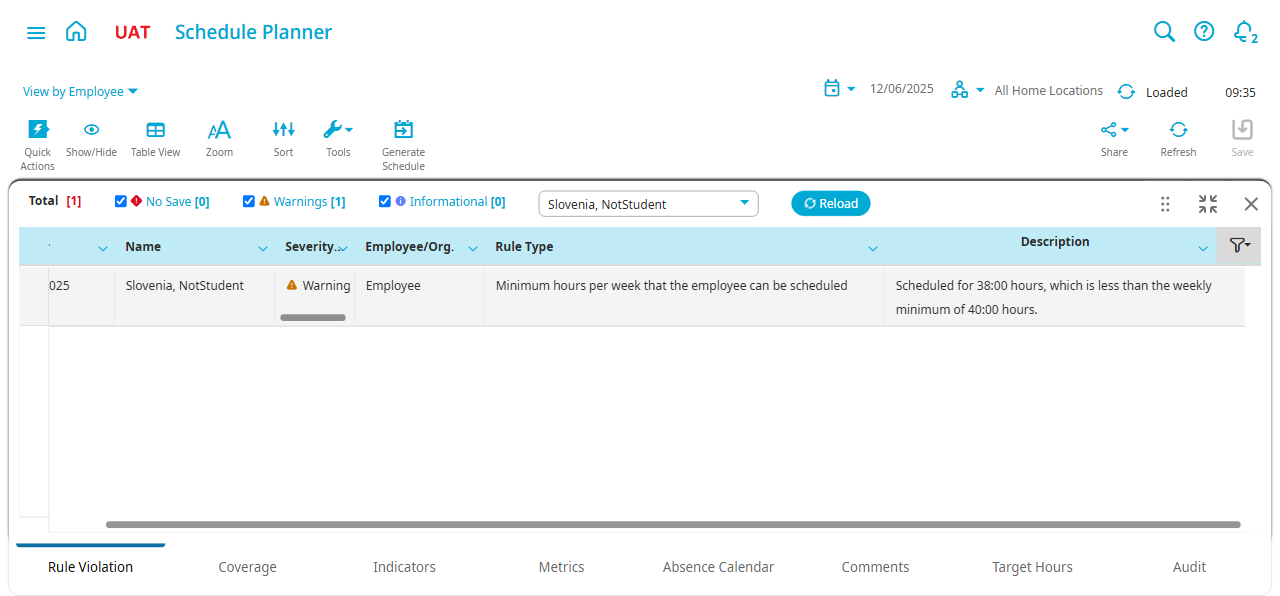 UAT Schedule Planner
2
View by Employee
12/06/2025
All Home Locations
Loaded
09:35
Quick Actions
Show/Hide
Table View
Zoom
Sort
Tools
Generate Schedule
Share
Refresh
Save
Total [1]
No Save [0]
Warnings [1]
Informational [0]
Slovenia, NotStudent
Reload
Name
Severity...
Employee/Org.
Rule Type
Description
025
Slovenia, NotStudent
Warning
Employee
Minimum hours per week that the employee can be scheduled
Scheduled for 38:00 hours, which is less than the weekly
minimum of 40:00 hours.
Rule Violation
Coverage
Indicators
Metrics
Absence Calendar
Comments
Target Hours
Audit